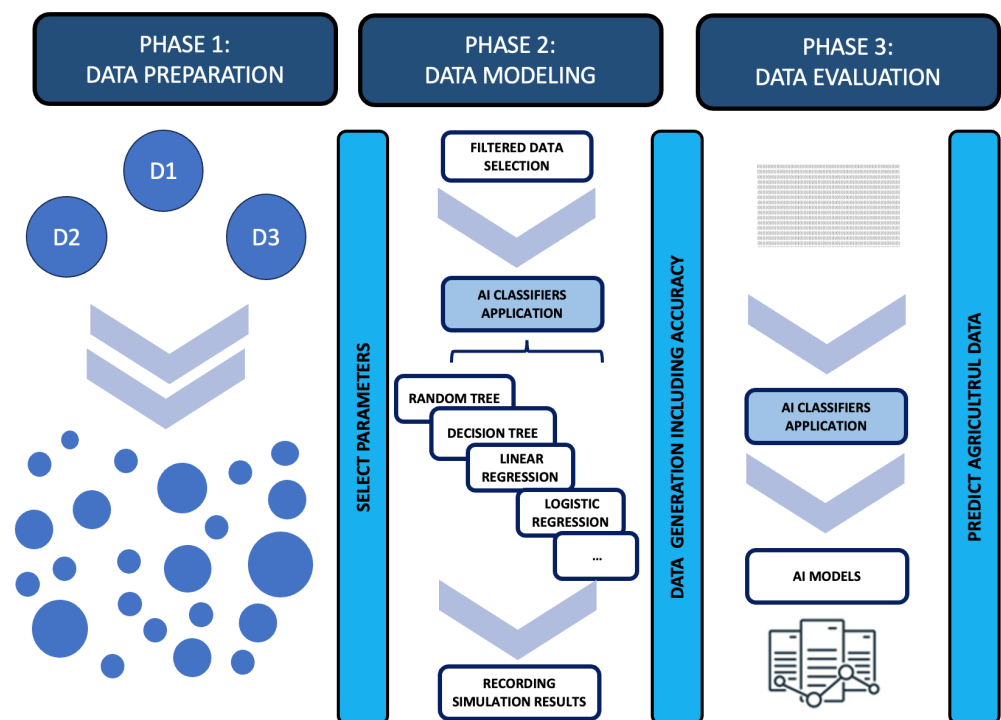 PHASE 1:
DATA PREPARATION
PHASE 2:
DATA MODELING
PHASE 3:
DATA EVALUATION
D1
D2
D3
SELECT PARAMETERS
FILTERED DATA
SELECTION
AI CLASSIFIERS
APPLICATION
RANDOM TREE
DECISION TREE
LINEAR
REGRESSION
LOGISTIC
REGRESSION
...
RECORDING
SIMULATION RESULTS
DATA GENERATION INCLUDING ACCURACY
AI CLASSIFIERS
APPLICATION
AI MODELS
PREDICT AGRICULTRUL DATA